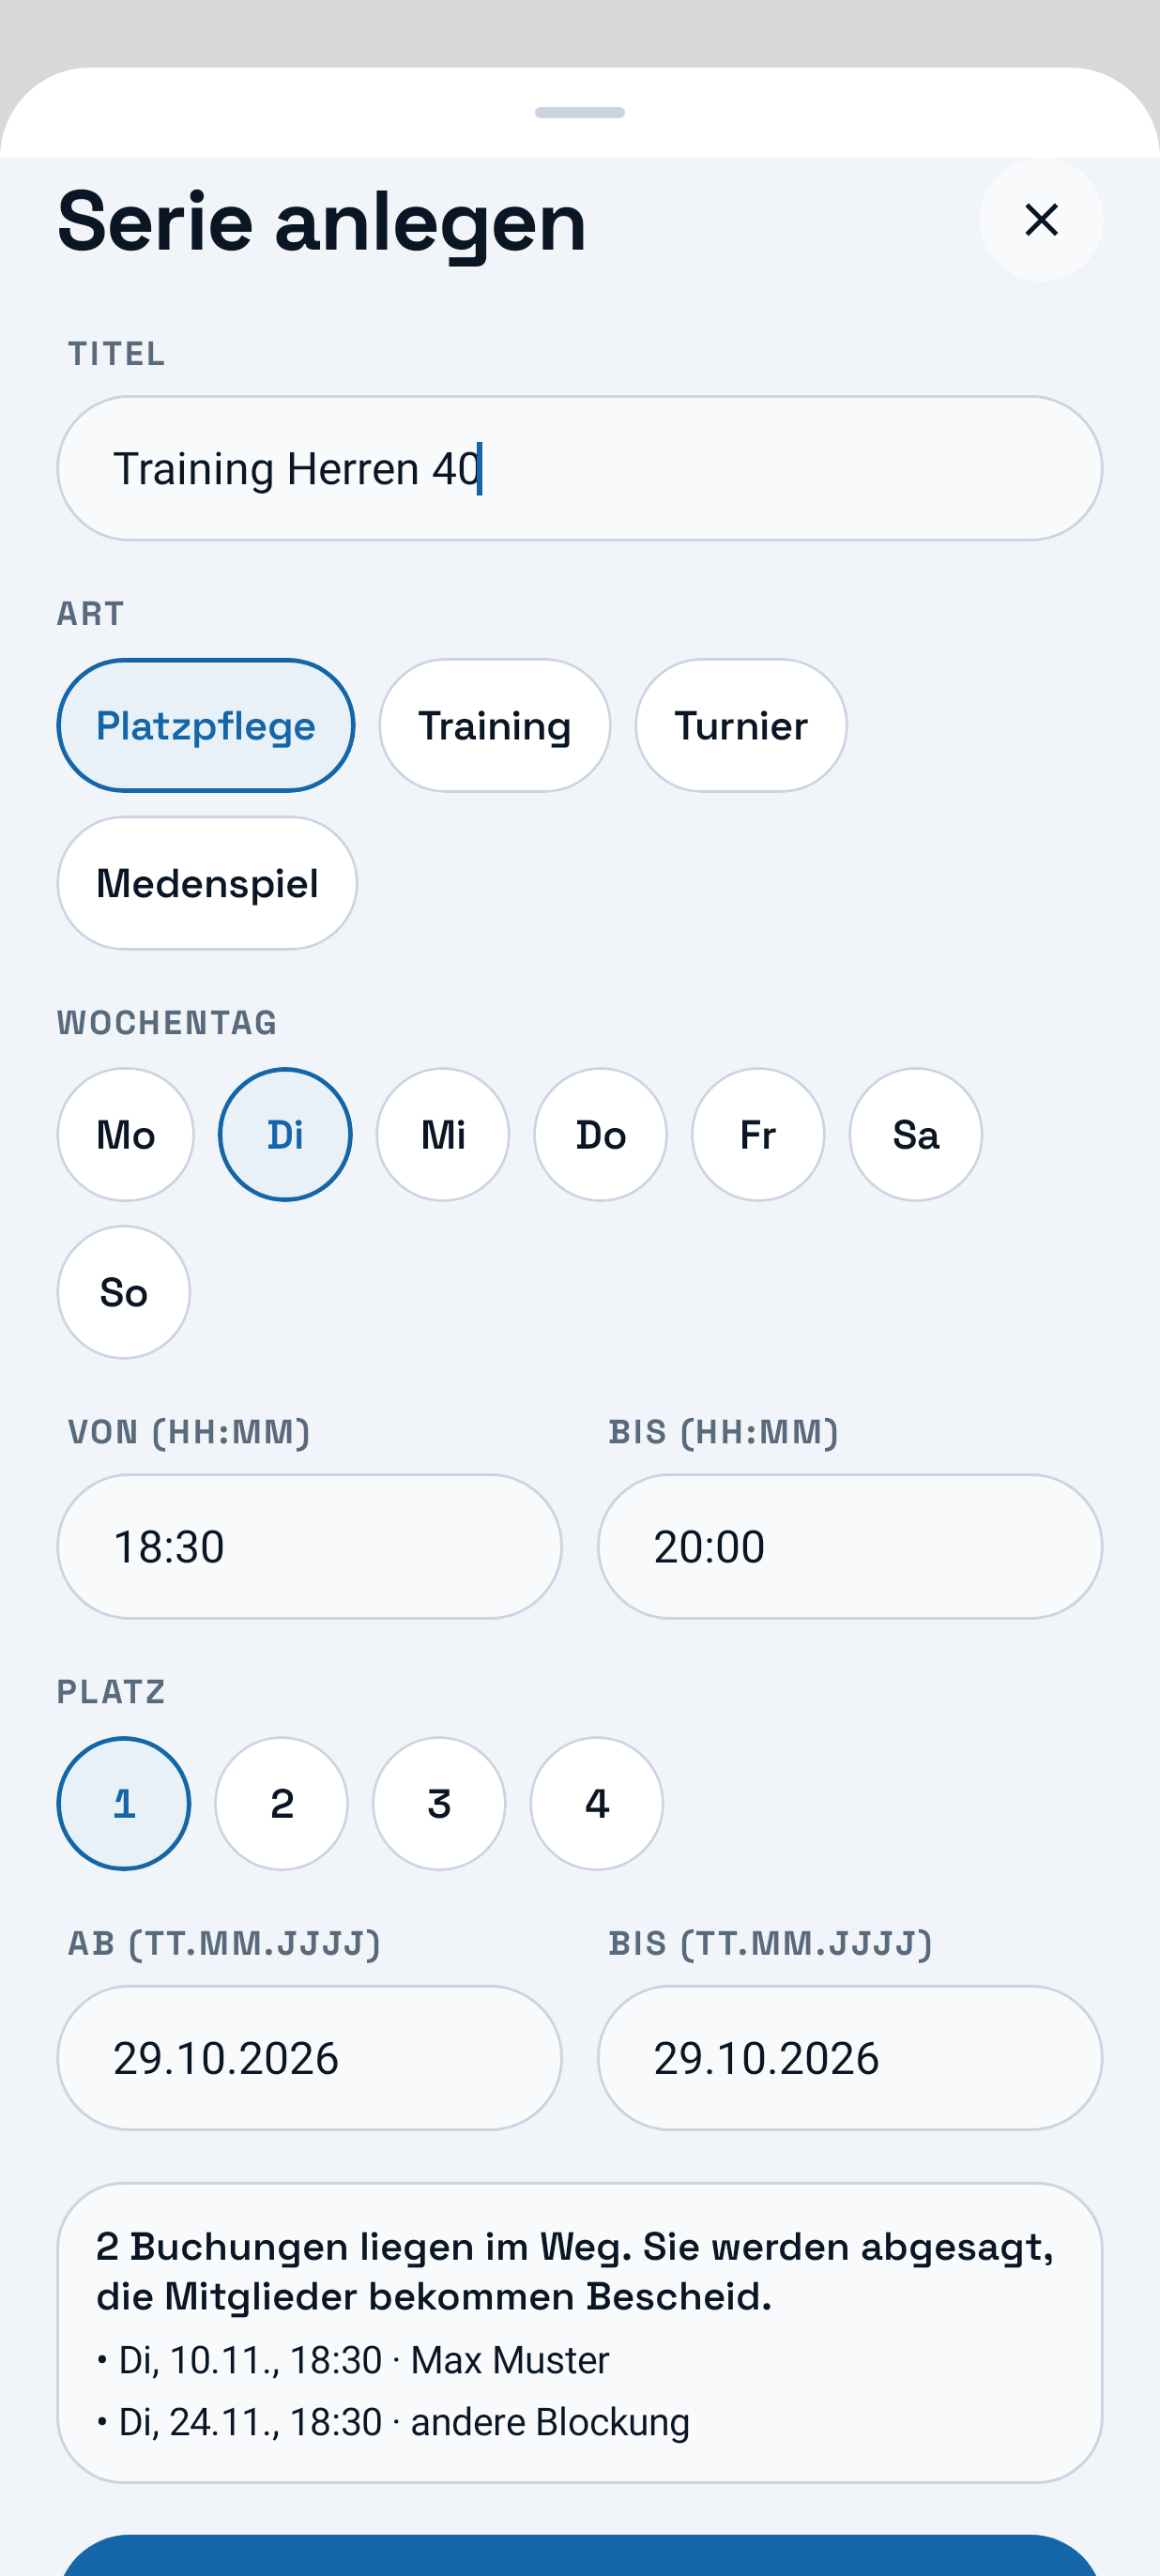 Serie anlegen
TITEL
Training Herren 40
ART
Platzpflege Training Turnier
Medenspiel
WOCHENTAG
Mo Di Mi Do Fr Sa
So
VON (HH:MM) BIS (HH:MM)
18:30 20:00
PLATZ
1 2 3 4
AB (TT.MM.JJJJ) BIS (TT.MM.JJJJ)
29.10.2026 29.10.2026
2 Buchungen liegen im Weg. Sie werden abgesagt,
die Mitglieder bekommen Bescheid.
• Di, 10.11., 18:30 · Max Muster
• Di, 24.11., 18:30 · andere Blockung